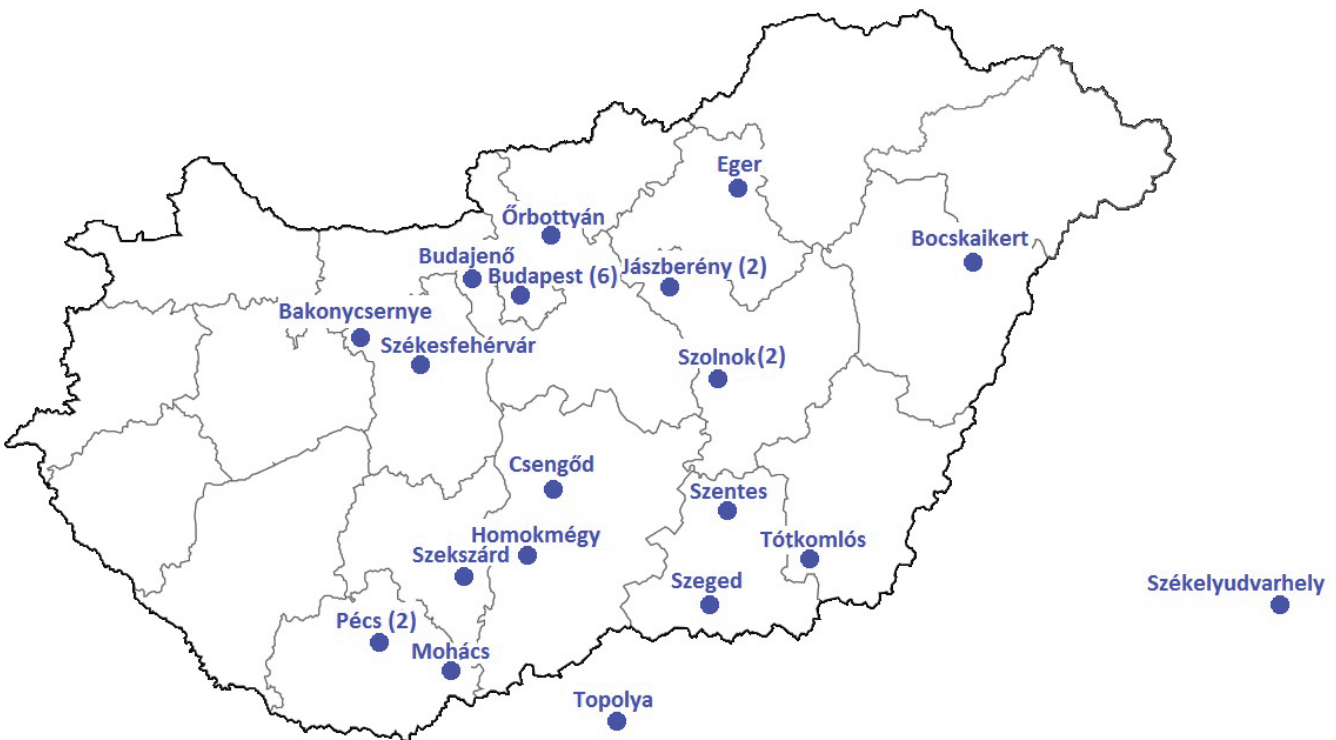 Eger
Őrbottyán
Bocskaikert
Budajenő
Budapest (6)
Jászberény (2)
Bakonycsernye
Székesfehérvár
Szolnok(2)
Csengőd
Szentes
Homokmégy
Tótkomlós
Szekszárd
Szeged
Székelyudvarhely
Pécs (2)
Mohács
Topolya